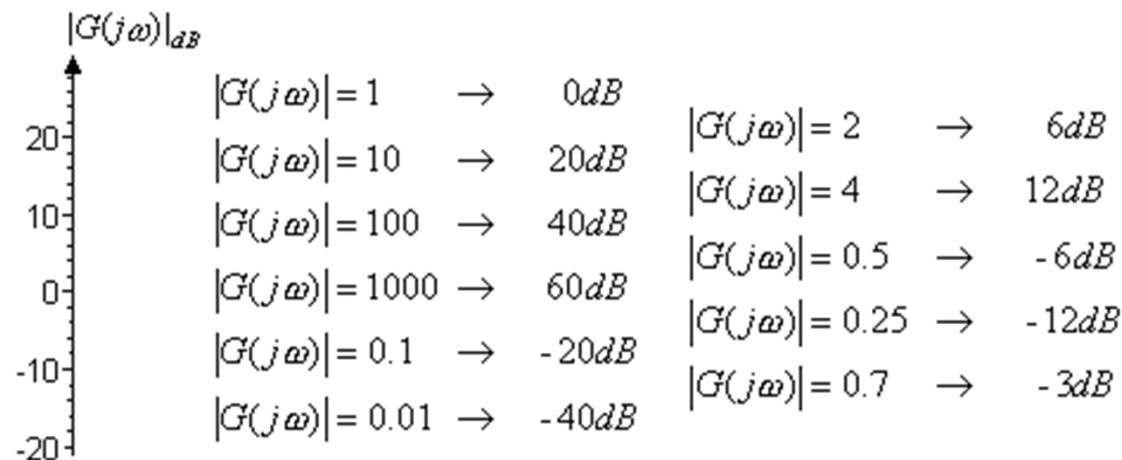 |G(jω)|dB
20
10
0
-10
-20
|G(jω)| = 1 → 0dB
|G(jω)| = 10 → 20dB
|G(jω)| = 100 → 40dB
|G(jω)| = 1000 → 60dB
|G(jω)| = 0.1 → -20dB
|G(jω)| = 0.01 → -40dB
|G(jω)| = 2 → 6dB
|G(jω)| = 4 → 12dB
|G(jω)| = 0.5 → -6dB
|G(jω)| = 0.25 → -12dB
|G(jω)| = 0.7 → -3dB